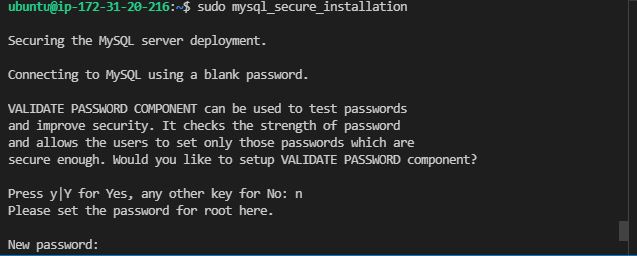 ubuntu@ip-172-31-20-216:~$ sudo mysql_secure_installation
Securing the MySQL server deployment.
Connecting to MySQL using a blank password.
VALIDATE PASSWORD COMPONENT can be used to test passwords
and improve security. It checks the strength of password
and allows the users to set only those passwords which are
secure enough. Would you like to setup VALIDATE PASSWORD component?
Press y|Y for Yes, any other key for No: n
Please set the password for root here.
New password: